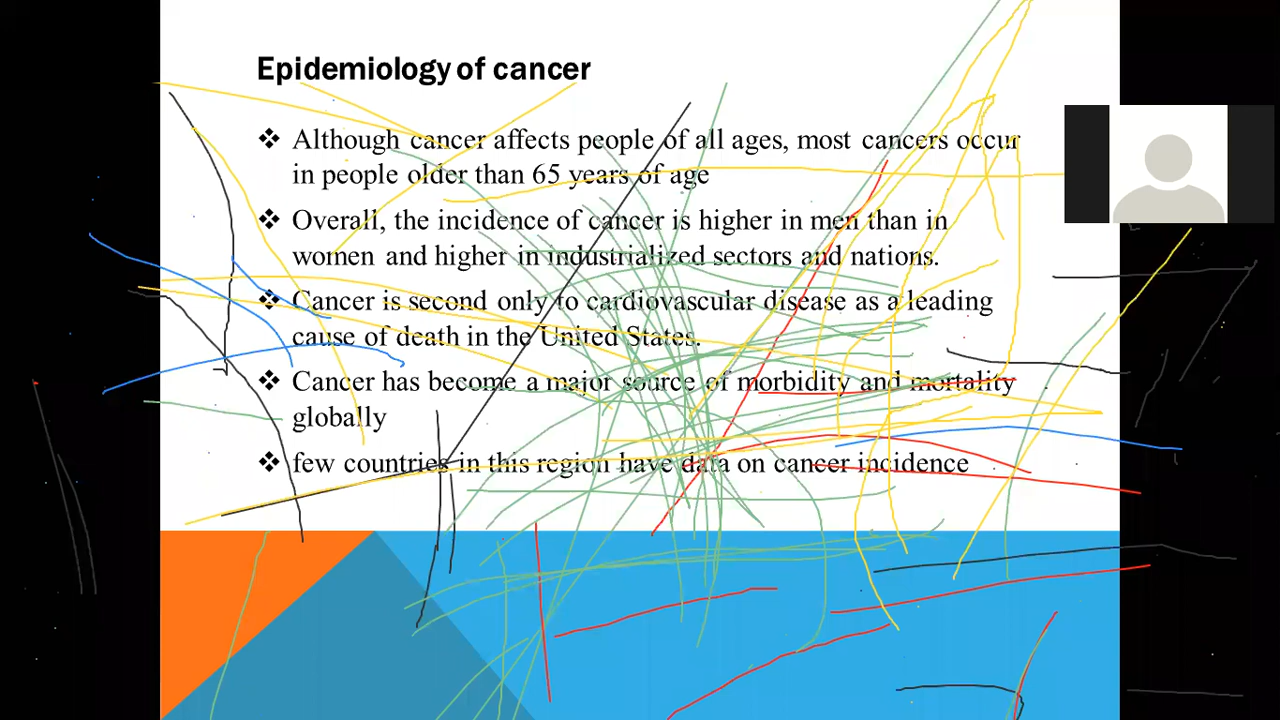 Epidemiology of cancer
❖ Although cancer affects people of all ages, most cancers occur
in people older than 65 years of age
❖ Overall, the incidence of cancer is higher in men than in
women and higher in industrialized sectors and nations.
❖ Cancer is second only to cardiovascular disease as a leading
cause of death in the United States.
❖ Cancer has become a major source of morbidity and mortality
globally
❖ few countries in this region have data on cancer incidence